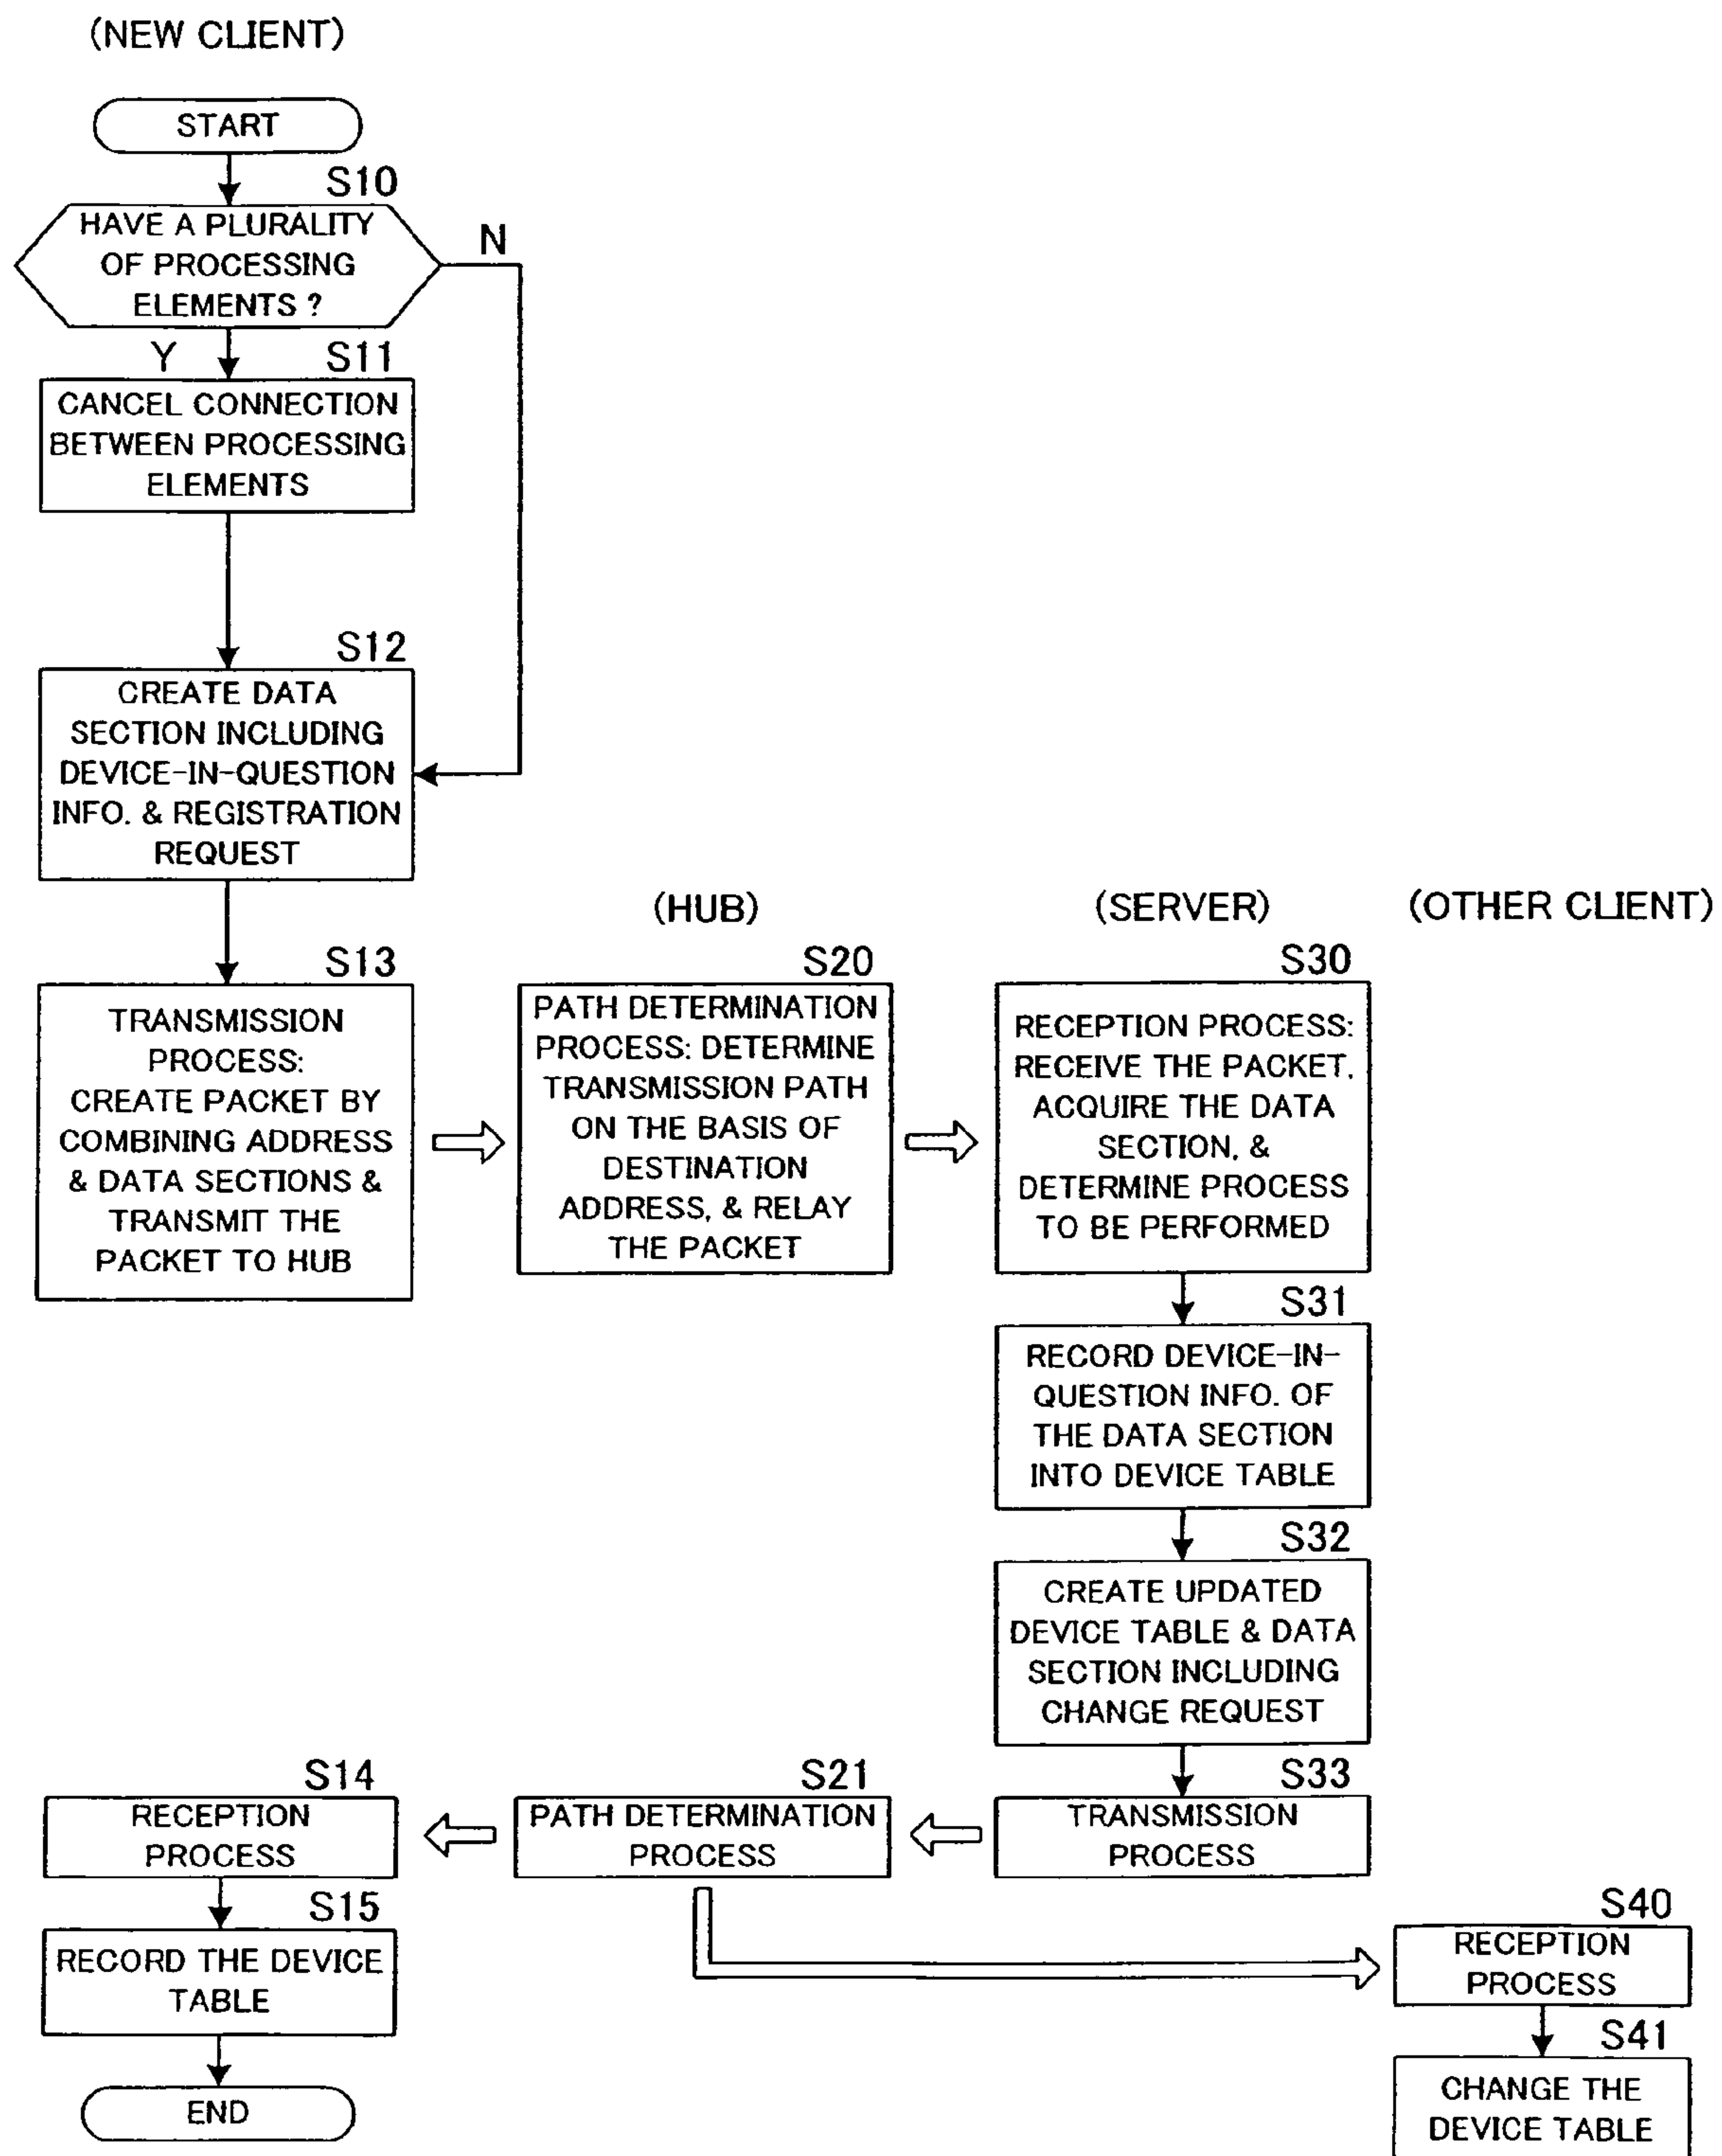 (NEW CLIENT)
START
S10
HAVE A PLURALITY
OF PROCESSING
ELEMENTS ?
N
Y
S11
CANCEL CONNECTION
BETWEEN PROCESSING
ELEMENTS
S12
CREATE DATA
SECTION INCLUDING
DEVICE-IN-QUESTION
INFO. & REGISTRATION
REQUEST
(HUB)
(SERVER)
(OTHER CLIENT)
S13
TRANSMISSION
PROCESS:
CREATE PACKET BY
COMBINING ADDRESS
& DATA SECTIONS &
TRANSMIT THE
PACKET TO HUB
S20
PATH DETERMINATION
PROCESS: DETERMINE
TRANSMISSION PATH
ON THE BASIS OF
DESTINATION
ADDRESS, & RELAY
THE PACKET
S30
RECEPTION PROCESS:
RECEIVE THE PACKET,
ACQUIRE THE DATA
SECTION, &
DETERMINE PROCESS
TO BE PERFORMED
S31
RECORD DEVICE-IN-
QUESTION INFO. OF
THE DATA SECTION
INTO DEVICE TABLE
S32
CREATE UPDATED
DEVICE TABLE & DATA
SECTION INCLUDING
CHANGE REQUEST
S33
TRANSMISSION
PROCESS
S21
PATH DETERMINATION
PROCESS
S14
RECEPTION
PROCESS
S15
RECORD THE DEVICE
TABLE
END
S40
RECEPTION
PROCESS
S41
CHANGE THE
DEVICE TABLE